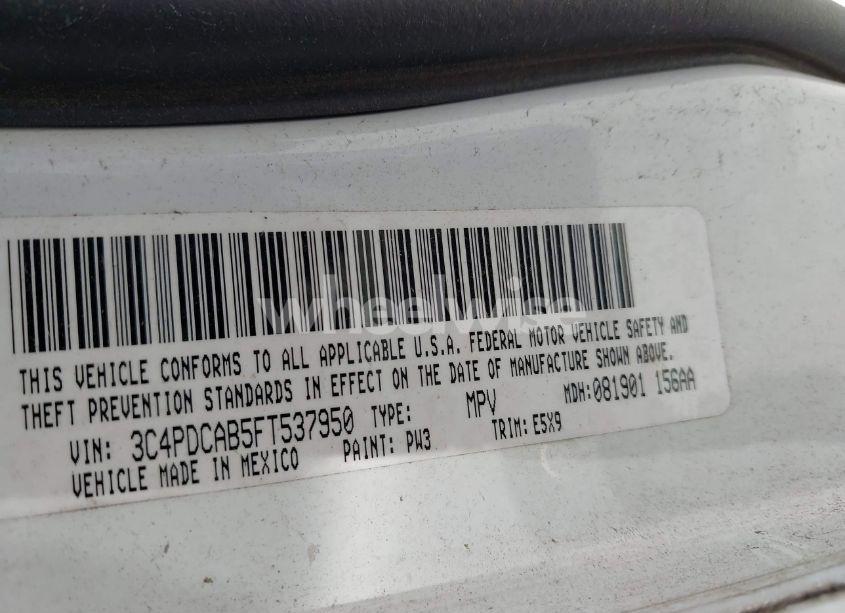 wheelwise
THIS VEHICLE CONFORMS TO ALL APPLICABLE U.S.A. FEDERAL MOTOR VEHICLE SAFETY AND
THEFT PREVENTION STANDARDS IN EFFECT ON THE DATE OF MANUFACTURE SHOWN ABOVE.
VIN: 3C4PDCAB5FT537950 TYPE: MPV MDH:081901 156AA
VEHICLE MADE IN MEXICO PAINT: PW3 TRIM: E5X9